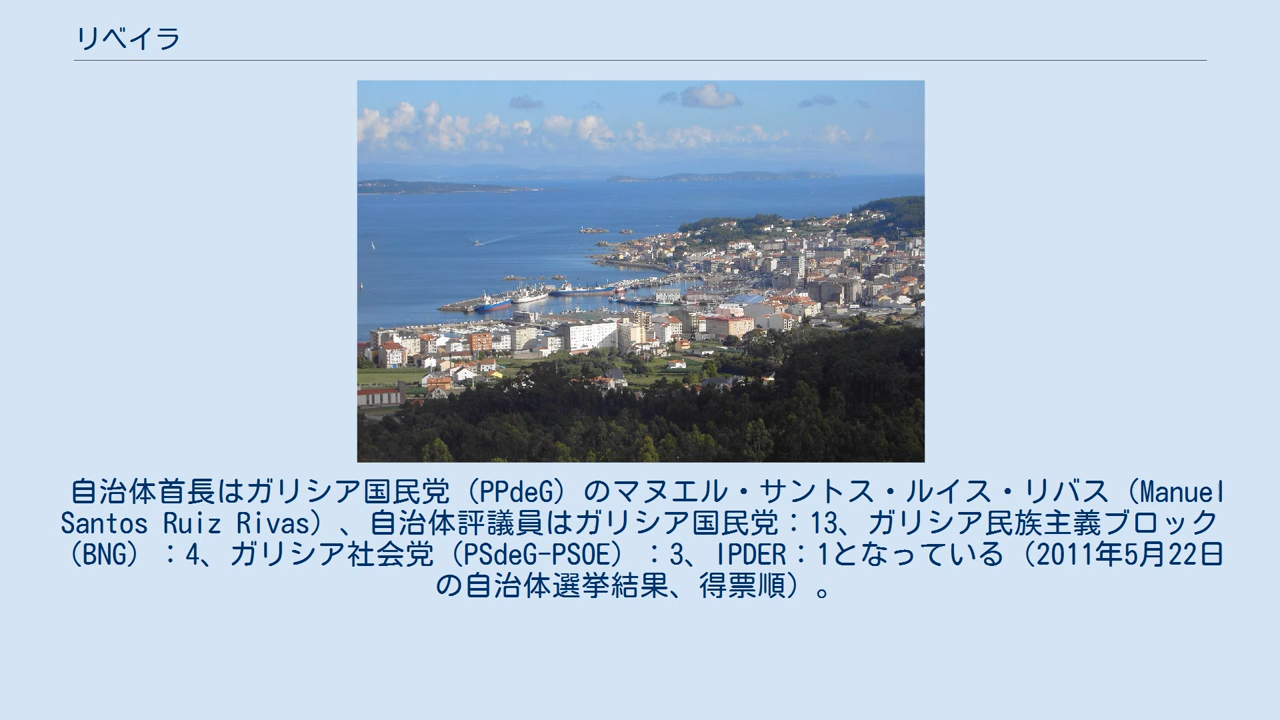 リベイラ
自治体首長はガリシア国民党（PPdeG）のマヌエル・サントス・ルイス・リバス（Manuel
Santos Ruiz Rivas）、自治体評議員はガリシア国民党：13、ガリシア民族主義ブロック
（BNG）：4、ガリシア社会党（PSdeG-PSOE）：3、IPDER：1となっている（2011年5月22日
の自治体選挙結果、得票順）。